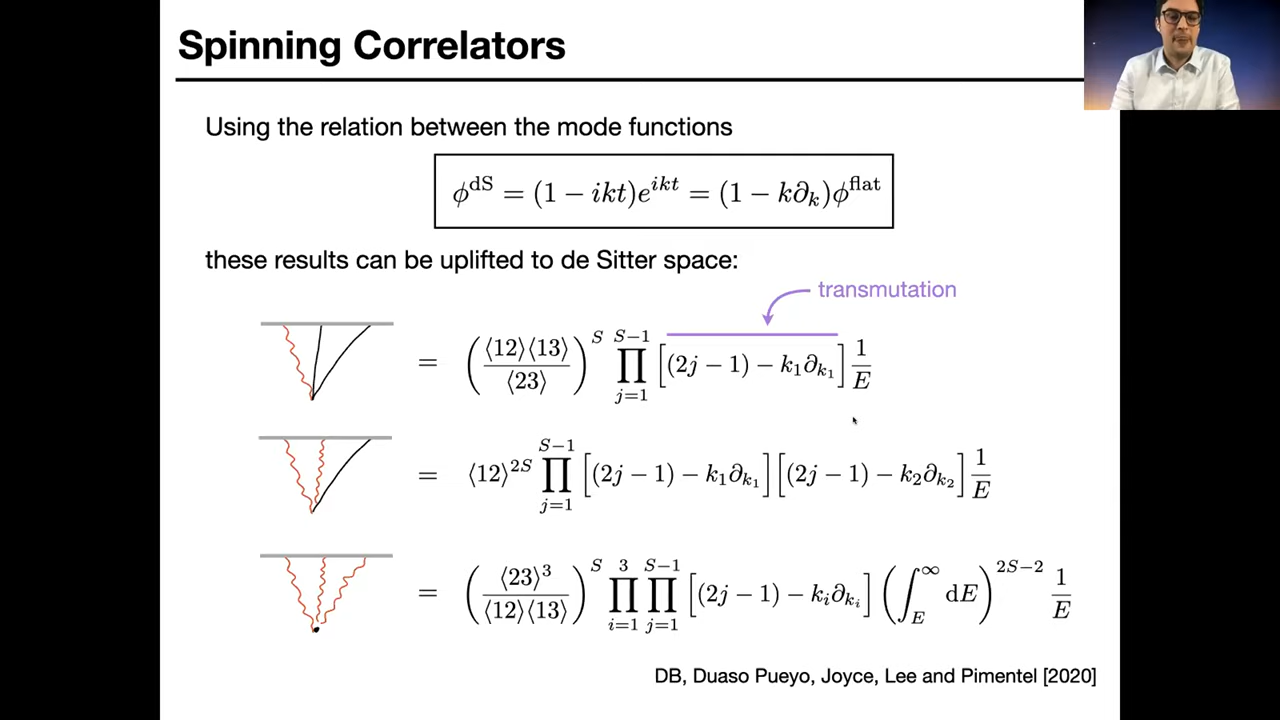 Spinning Correlators
Using the relation between the mode functions
ϕ^dS = (1 − ikt)e^{ikt} = (1 − k∂_k)ϕ^flat
these results can be uplifted to de Sitter space:
transmutation
= (⟨12⟩⟨13⟩/⟨23⟩)^S ∏_{j=1}^{S−1} [(2j − 1) − k_1∂_{k_1}] 1/E
= ⟨12⟩^{2S} ∏_{j=1}^{S−1} [(2j − 1) − k_1∂_{k_1}] [(2j − 1) − k_2∂_{k_2}] 1/E
= (⟨23⟩^3/⟨12⟩⟨13⟩)^S ∏_{i=1}^{3} ∏_{j=1}^{S−1} [(2j − 1) − k_i∂_{k_i}] (∫_E^∞ dE)^{2S−2} 1/E
DB, Duaso Pueyo, Joyce, Lee and Pimentel [2020]